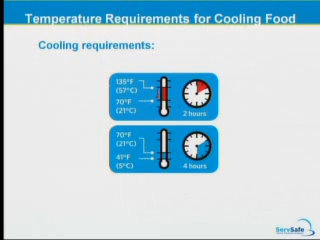 Temperature Requirements for Cooling Food
Cooling requirements:
135°F
(57°C)
70°F
(21°C)
2 hours
70°F
(21°C)
41°F
(5°C)
4 hours
ServSafe